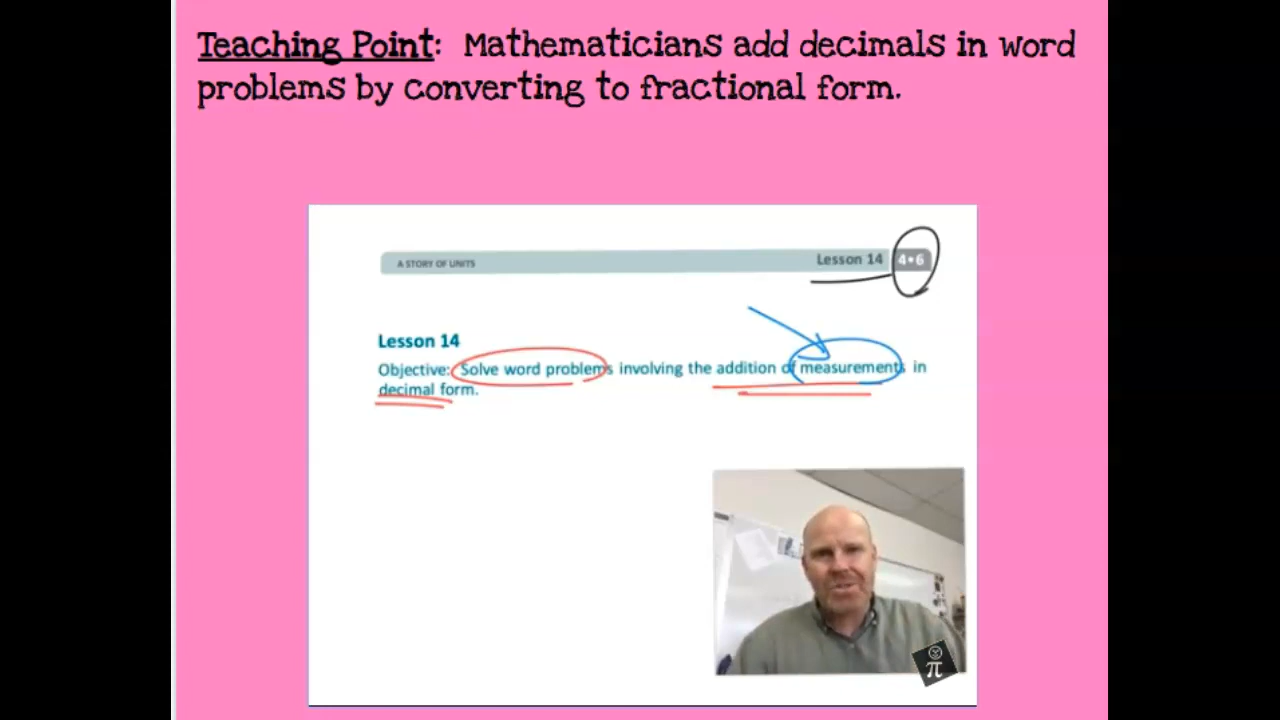 Teaching Point: Mathematicians add decimals in word
problems by converting to fractional form.
A STORY OF UNITS
Lesson 14
4•6
Lesson 14
Objective: Solve word problems involving the addition of measurements in
decimal form.
π